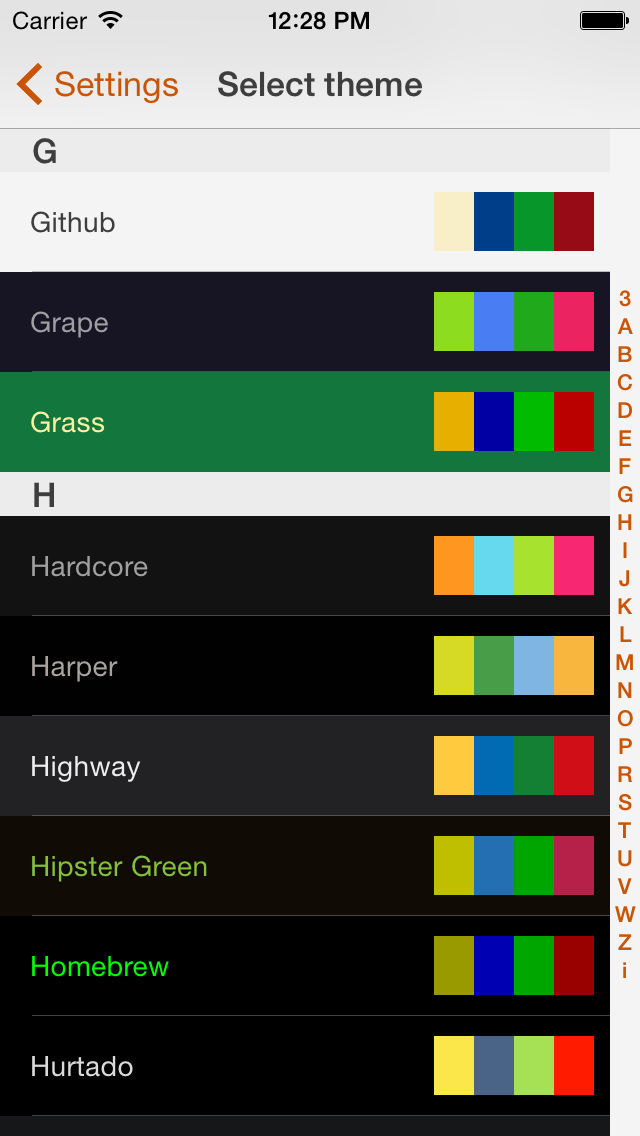 Carrier 12:28 PM
Settings Select theme
G
Github
Grape
Grass
H
Hardcore
Harper
Highway
Hipster Green
Homebrew
Hurtado
3
A
B
C
D
E
F
G
H
I
J
K
L
M
N
O
P
R
S
T
U
V
W
Z
i